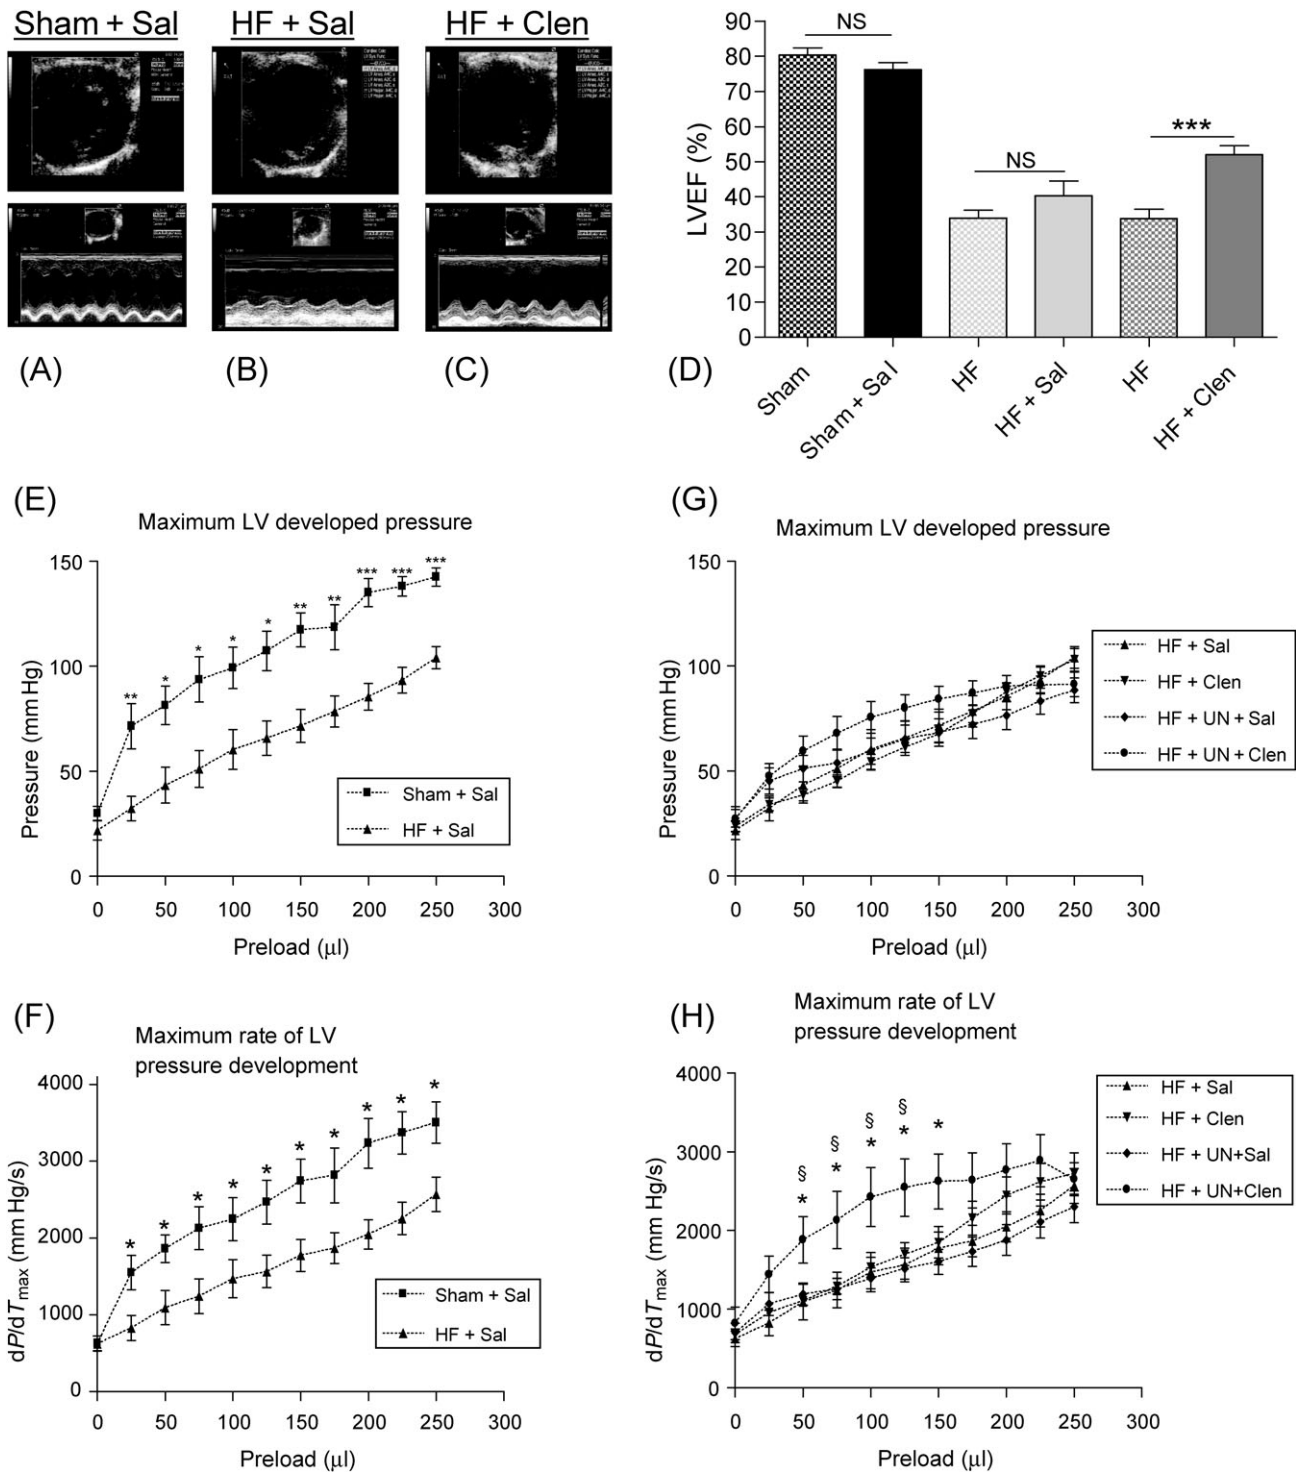 Sham + Sal
HF + Sal
HF + Clen
(A)
(B)
(C)
(D)
LVEF (%)
90
80
70
60
50
40
30
20
10
0
NS
NS
***
Sham
Sham + Sal
HF
HF + Sal
HF
HF + Clen
(E)
Maximum LV developed pressure
Pressure (mm Hg)
150
100
50
0
**
*
*
*
*
**
**
***
***
***
Sham + Sal
HF + Sal
0 50 100 150 200 250 300
Preload (μl)
(G)
Maximum LV developed pressure
Pressure (mm Hg)
150
100
50
0
HF + Sal
HF + Clen
HF + UN + Sal
HF + UN + Clen
0 50 100 150 200 250 300
Preload (μl)
(F)
Maximum rate of LV
pressure development
dP/dTmax (mm Hg/s)
4000
3000
2000
1000
0
* * * * * * * * * *
Sham + Sal
HF + Sal
0 50 100 150 200 250 300
Preload (μl)
(H)
Maximum rate of LV
pressure development
dP/dTmax (mm Hg/s)
4000
3000
2000
1000
0
§ § § §
* * * * *
HF + Sal
HF + Clen
HF + UN+Sal
HF + UN+Clen
0 50 100 150 200 250 300
Preload (μl)